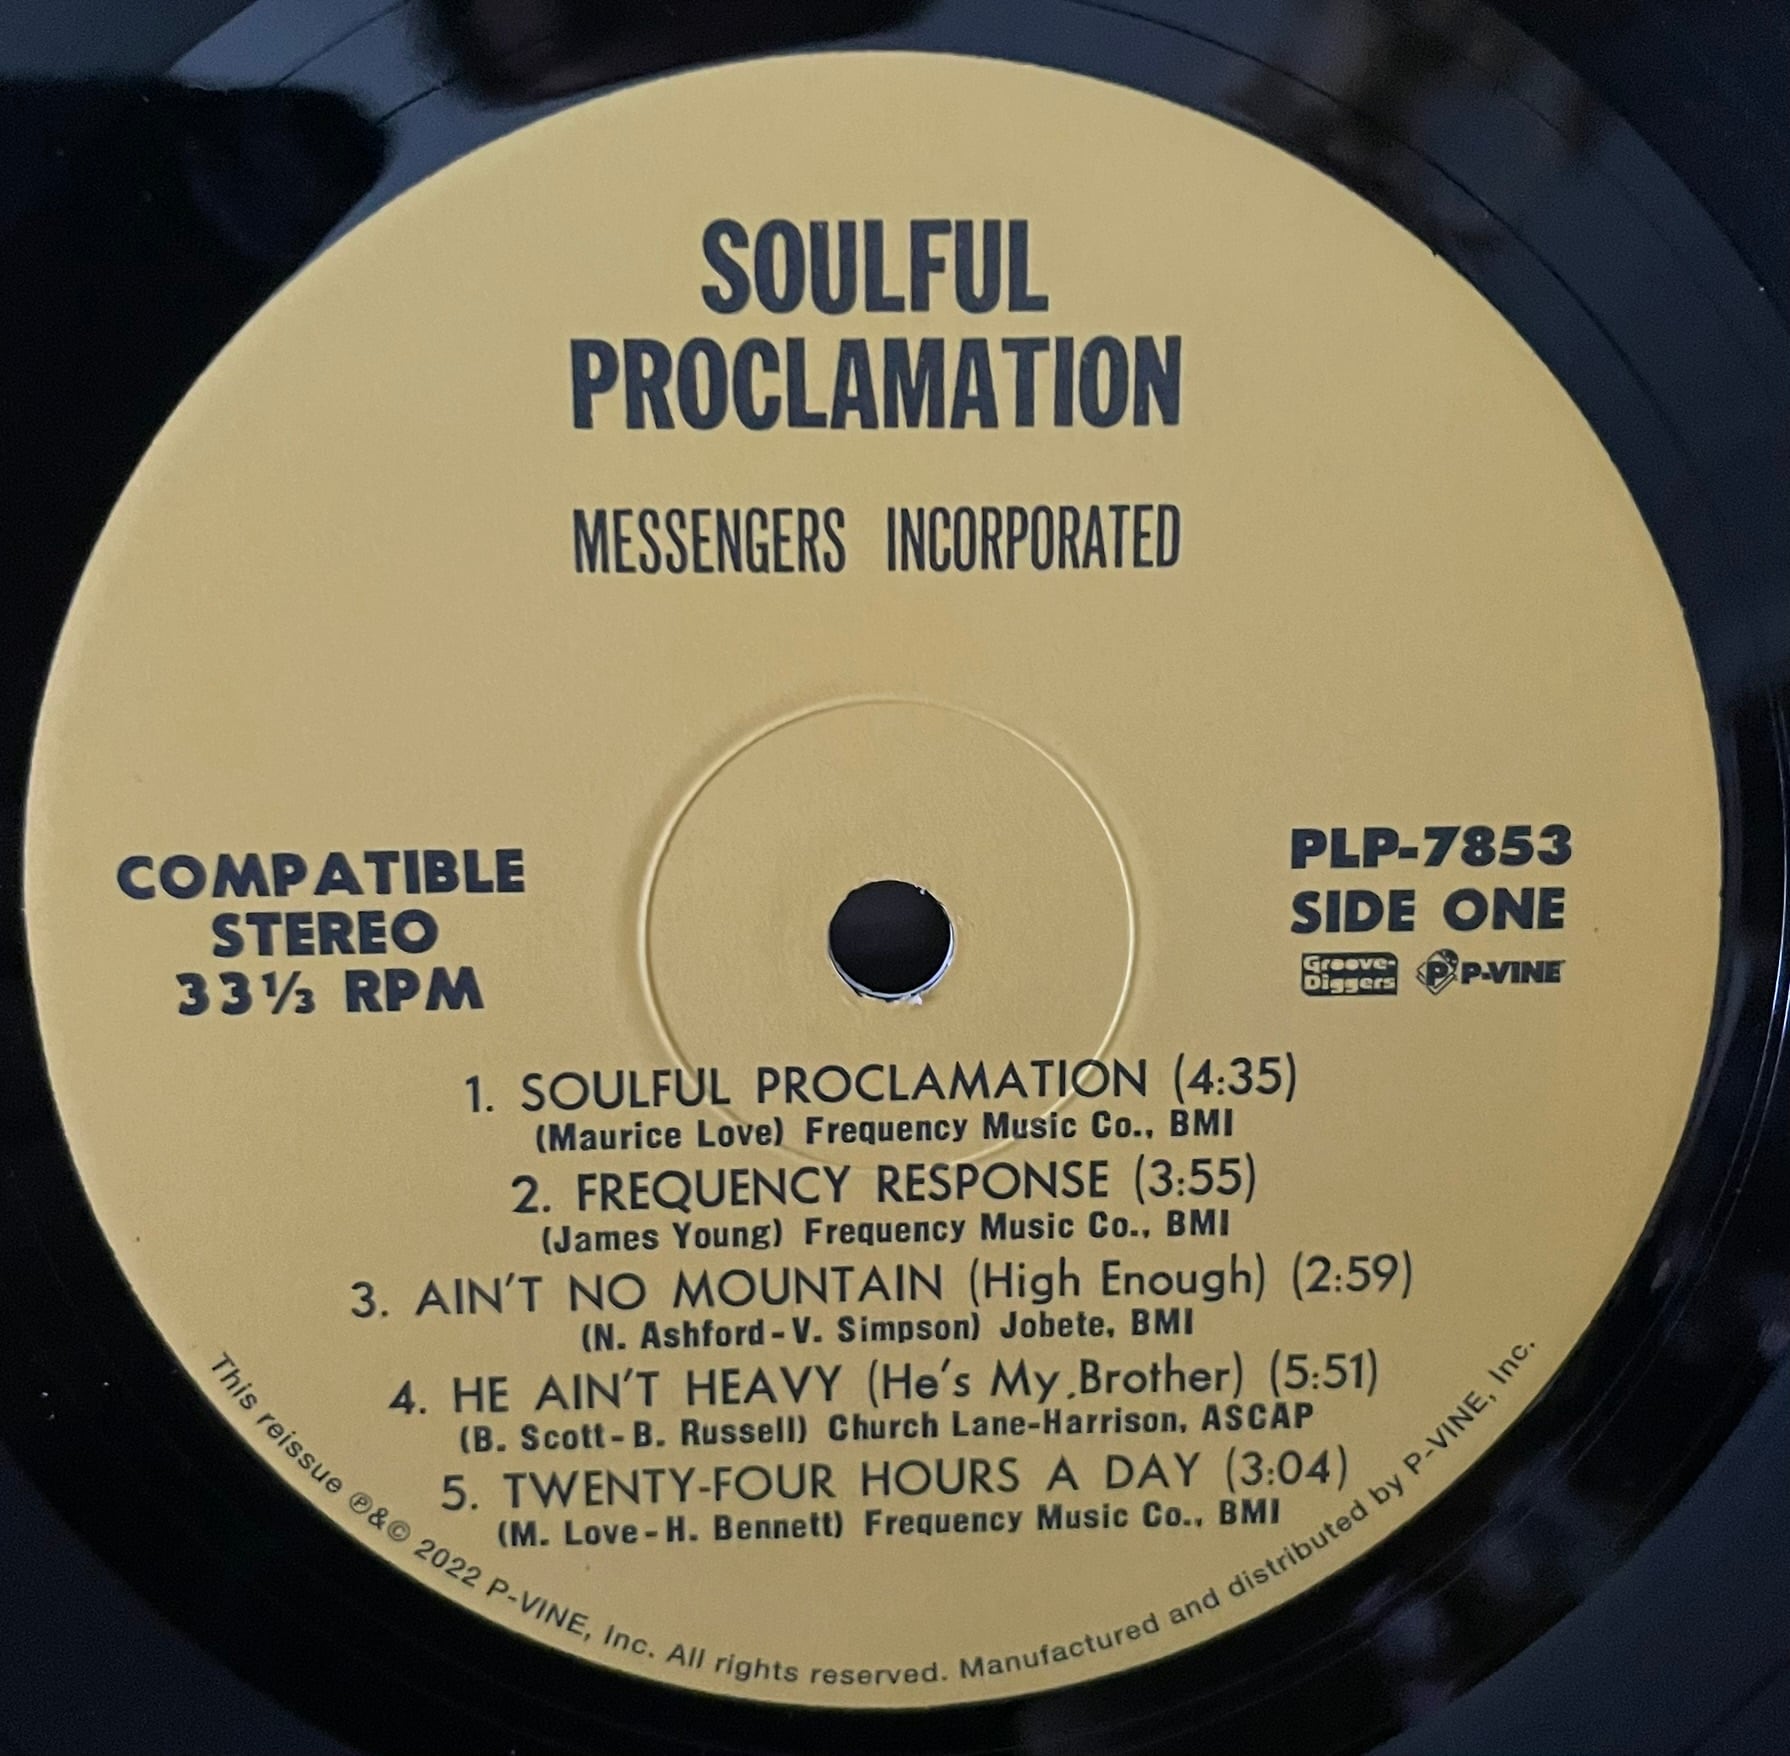 SOULFUL
PROCLAMATION
MESSENGERS INCORPORATED
COMPATIBLE
STEREO
33⅓ RPM
PLP-7853
SIDE ONE
Groove-
Diggers
P P-VINE
1. SOULFUL PROCLAMATION (4:35)
(Maurice Love) Frequency Music Co., BMI
2. FREQUENCY RESPONSE (3:55)
(James Young) Frequency Music Co., BMI
3. AIN'T NO MOUNTAIN (High Enough) (2:59)
(N. Ashford-V. Simpson) Jobete, BMI
4. HE AIN'T HEAVY (He's My Brother) (5:51)
(B. Scott-B. Russell) Church Lane-Harrison, ASCAP
5. TWENTY-FOUR HOURS A DAY (3:04)
(M. Love-H. Bennett) Frequency Music Co., BMI
This reissue ℗&© 2022 P-VINE, Inc. All rights reserved. Manufactured and distributed by P-VINE, Inc.